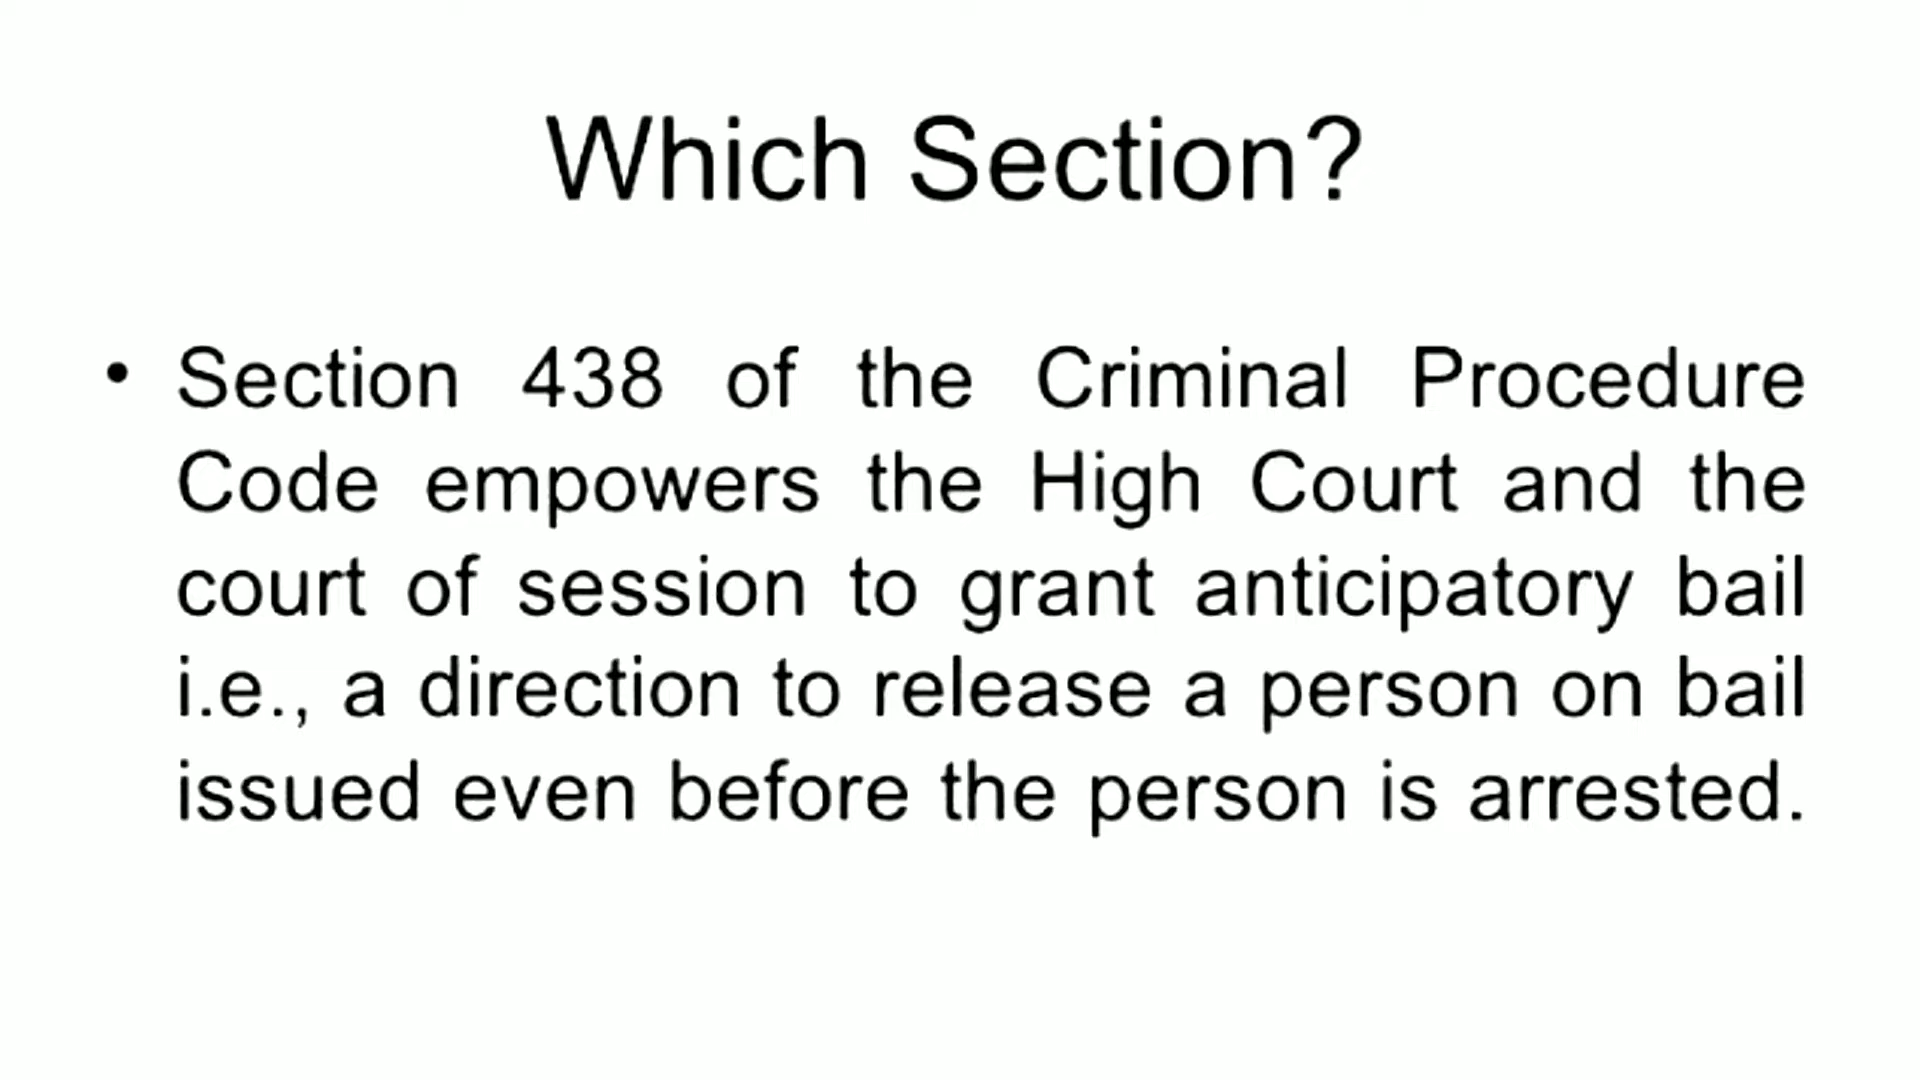 Which Section?
• Section 438 of the Criminal Procedure
Code empowers the High Court and the
court of session to grant anticipatory bail
i.e., a direction to release a person on bail
issued even before the person is arrested.